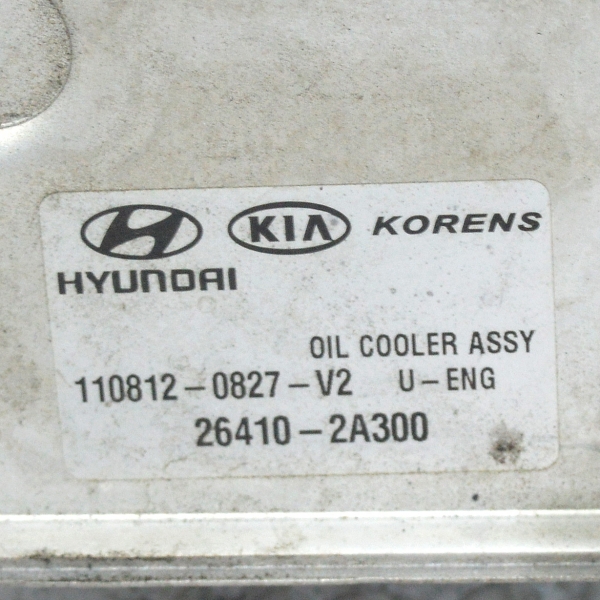 KIA KORENS
HYUNDAI
OIL COOLER ASSY
110812-0827-V2 U-ENG
26410-2A300